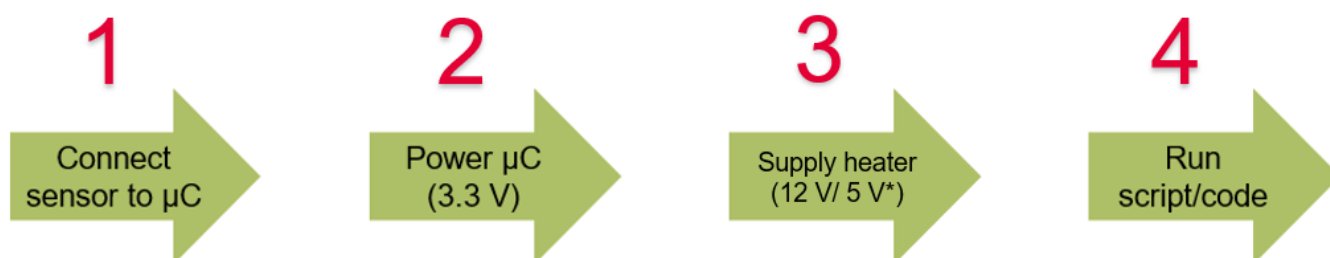 1
Connect
sensor to µC
2
Power µC
(3.3 V)
3
Supply heater
(12 V/ 5 V*)
4
Run
script/code